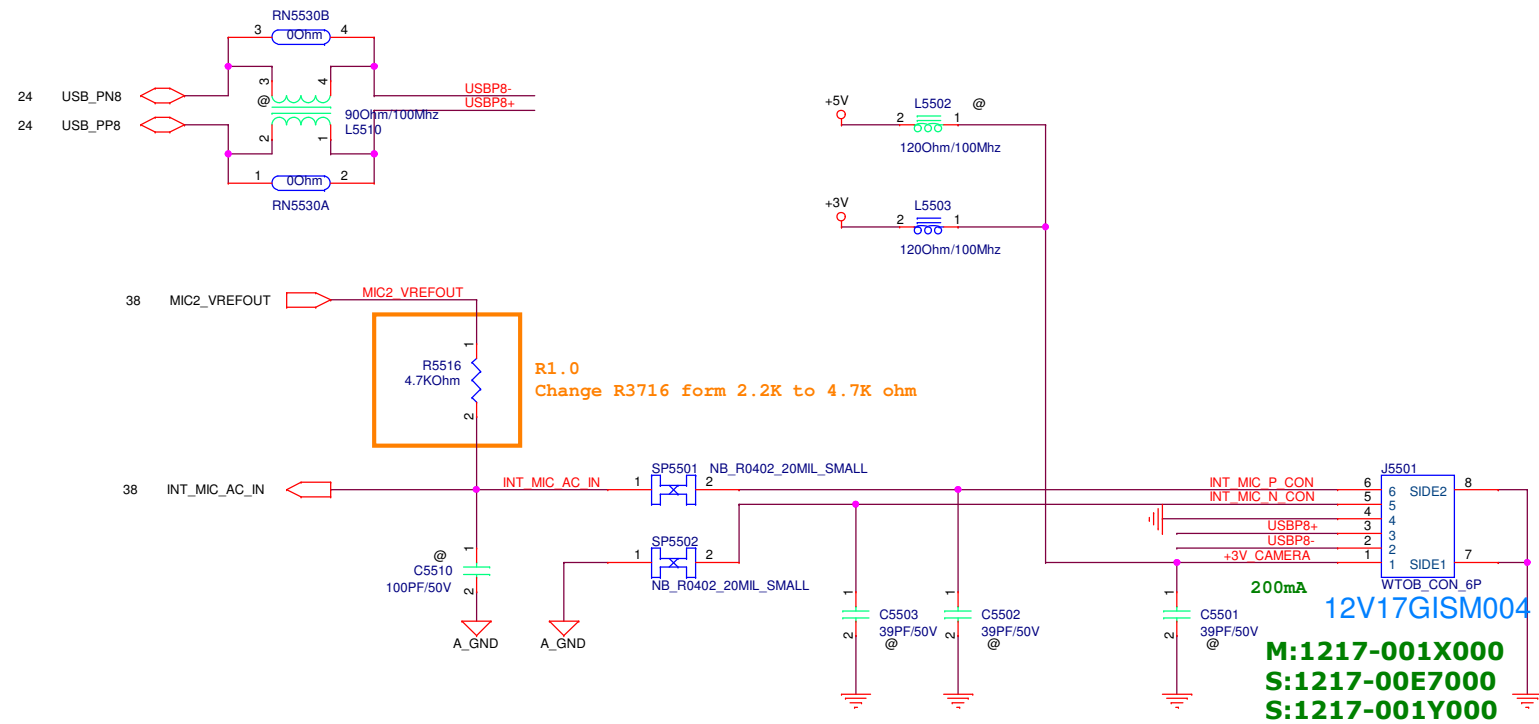 RN5530B
3 0Ohm 4
24 USB_PN8
3 4
@
USBP8-
USBP8+
90Ohm/100Mhz
L5510
24 USB_PP8
2 1
1 0Ohm 2
RN5530A
+5V
L5502 @
2 1
120Ohm/100Mhz
+3V
L5503
2 1
120Ohm/100Mhz
38 MIC2_VREFOUT
MIC2_VREFOUT
1
R5516
4.7KOhm
2
R1.0
Change R3716 form 2.2K to 4.7K ohm
38 INT_MIC_AC_IN
INT_MIC_AC_IN
SP5501 NB_R0402_20MIL_SMALL
1 2
SP5502
1 2
NB_R0402_20MIL_SMALL
@
1
C5510
100PF/50V
2
A_GND
A_GND
1
C5503
39PF/50V
2
@
1
C5502
39PF/50V
2
@
1
C5501
39PF/50V
2
@
J5501
INT_MIC_P_CON 6 6 SIDE2 8
INT_MIC_N_CON 5 5
4 4
USBP8+ 3 3
USBP8- 2 2
+3V_CAMERA 1 1 SIDE1 7
WTOB_CON_6P
200mA
12V17GISM004
M:1217-001X000
S:1217-00E7000
S:1217-001Y000